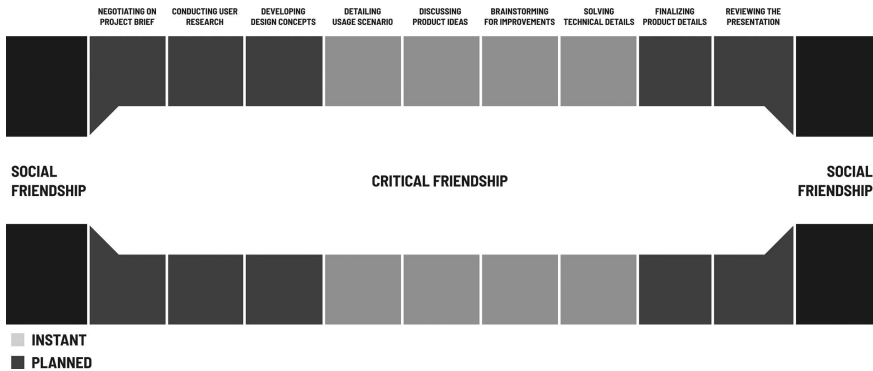 NEGOTIATING ON
PROJECT BRIEF
CONDUCTING USER
RESEARCH
DEVELOPING
DESIGN CONCEPTS
DETAILING
USAGE SCENARIO
DISCUSSING
PRODUCT IDEAS
BRAINSTORMING
FOR IMPROVEMENTS
SOLVING
TECHNICAL DETAILS
FINALIZING
PRODUCT DETAILS
REVIEWING THE
PRESENTATION
SOCIAL
FRIENDSHIP
CRITICAL FRIENDSHIP
SOCIAL
FRIENDSHIP
INSTANT
PLANNED